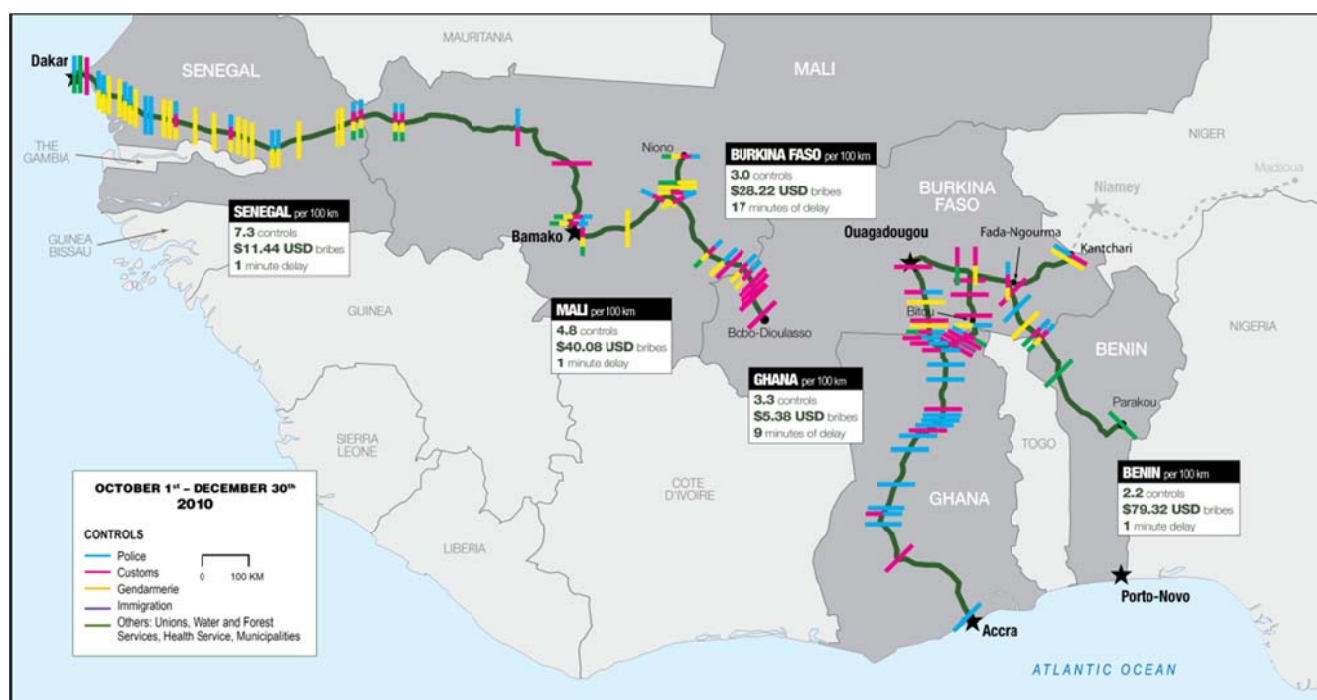 MAURITANIA
Dakar
SENEGAL
MALI
THE
GAMBIA
NIGER
Niono
Madaoua
BURKINA FASO per 100 km
3.0 controls
$28.22 USD bribes
17 minutes of delay
BURKINA
FASO
Niamey
SENEGAL per 100 km
7.3 controls
$11.44 USD bribes
1 minute delay
GUINEA
BISSAU
Bamako
Ouagadougou
Fada-Ngourma
Kantchari
GUINEA
MALI per 100 km
4.8 controls
$40.08 USD bribes
1 minute delay
Bobo-Dioulasso
Bitou
NIGERIA
BENIN
GHANA per 100 km
3.3 controls
$5.38 USD bribes
9 minutes of delay
Parakou
SIERRA
LEONE
TOGO
COTE
D'IVOIRE
GHANA
BENIN per 100 km
2.2 controls
$79.32 USD bribes
1 minute delay
LIBERIA
OCTOBER 1st – DECEMBER 30th
2010
CONTROLS
Police
Customs
Gendarmerie
Immigration
Others: Unions, Water and Forest
Services, Health Service, Municipalities
0 100 KM
Porto-Novo
Accra
ATLANTIC OCEAN